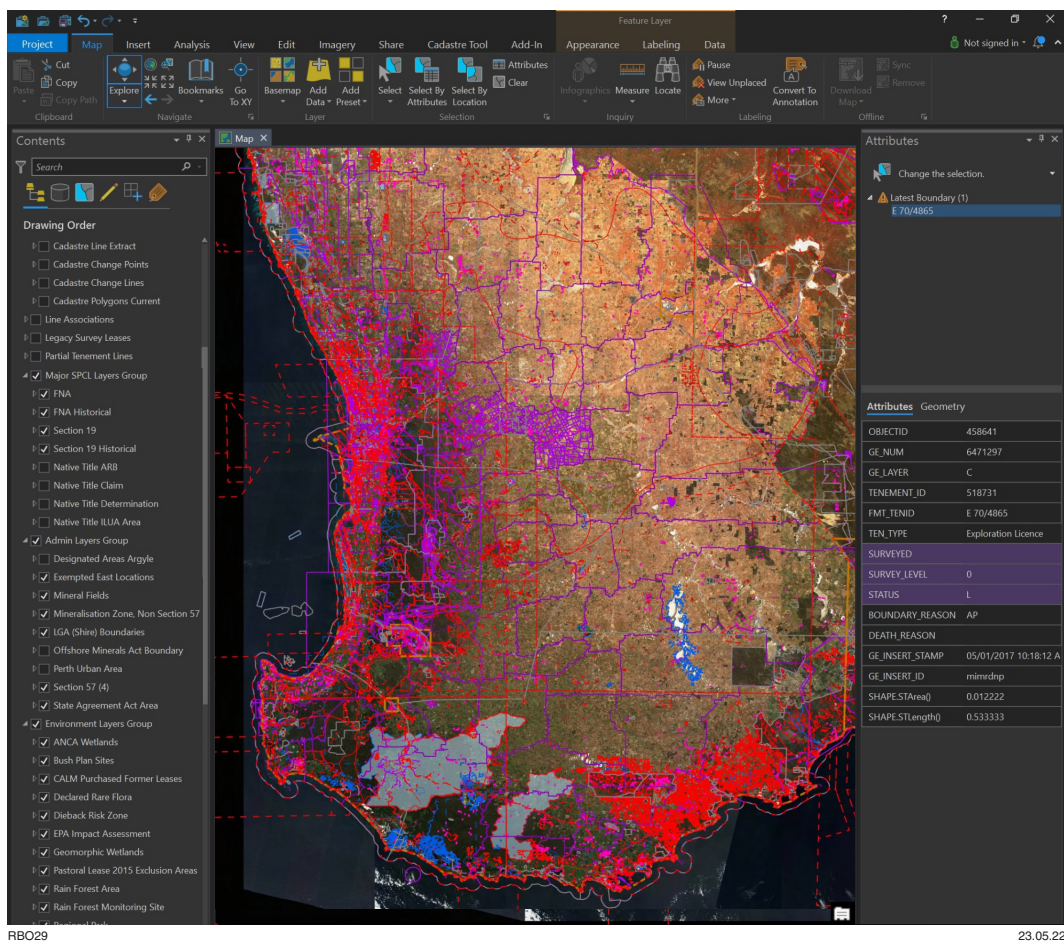 Feature Layer
?
Project Map Insert Analysis View Edit Imagery Share Cadastre Tool Add-In Appearance Labeling Data
Not signed in
Paste
Cut
Copy
Copy Path
Clipboard
Explore
Bookmarks
Go To XY
Navigate
Basemap
Add Data
Add Preset
Layer
Select
Select By Attributes
Select By Location
Attributes
Clear
Selection
Infographics
Measure
Locate
Inquiry
Pause
View Unplaced
More
Convert To Annotation
Labeling
Download Map
Sync
Remove
Offline
Contents
Search
Drawing Order
Cadastre Line Extract
Cadastre Change Points
Cadastre Change Lines
Cadastre Polygons Current
Line Associations
Legacy Survey Leases
Partial Tenement Lines
Major SPCL Layers Group
FNA
FNA Historical
Section 19
Section 19 Historical
Native Title ARB
Native Title Claim
Native Title Determination
Native Title ILUA Area
Admin Layers Group
Designated Areas Argyle
Exempted East Locations
Mineral Fields
Mineralisation Zone, Non Section 57
LGA (Shire) Boundaries
Offshore Minerals Act Boundary
Perth Urban Area
Section 57 (4)
State Agreement Act Area
Environment Layers Group
ANCA Wetlands
Bush Plan Sites
CALM Purchased Former Leases
Declared Rare Flora
Dieback Risk Zone
EPA Impact Assessment
Geomorphic Wetlands
Pastoral Lease 2015 Exclusion Areas
Rain Forest Area
Rain Forest Monitoring Site
Regional Park
Map
Attributes
Change the selection.
Latest Boundary (1)
E 70/4865
Attributes Geometry
OBJECTID 458641
GE_NUM 6471297
GE_LAYER C
TENEMENT_ID 518731
FMT_TENID E 70/4865
TEN_TYPE Exploration Licence
SURVEYED
SURVEY_LEVEL 0
STATUS L
BOUNDARY_REASON AP
DEATH_REASON
GE_INSERT_STAMP 05/01/2017 10:18:12 A
GE_INSERT_ID mimrdnp
SHAPE.STArea() 0.012222
SHAPE.STLength() 0.533333
RBO29
23.05.22